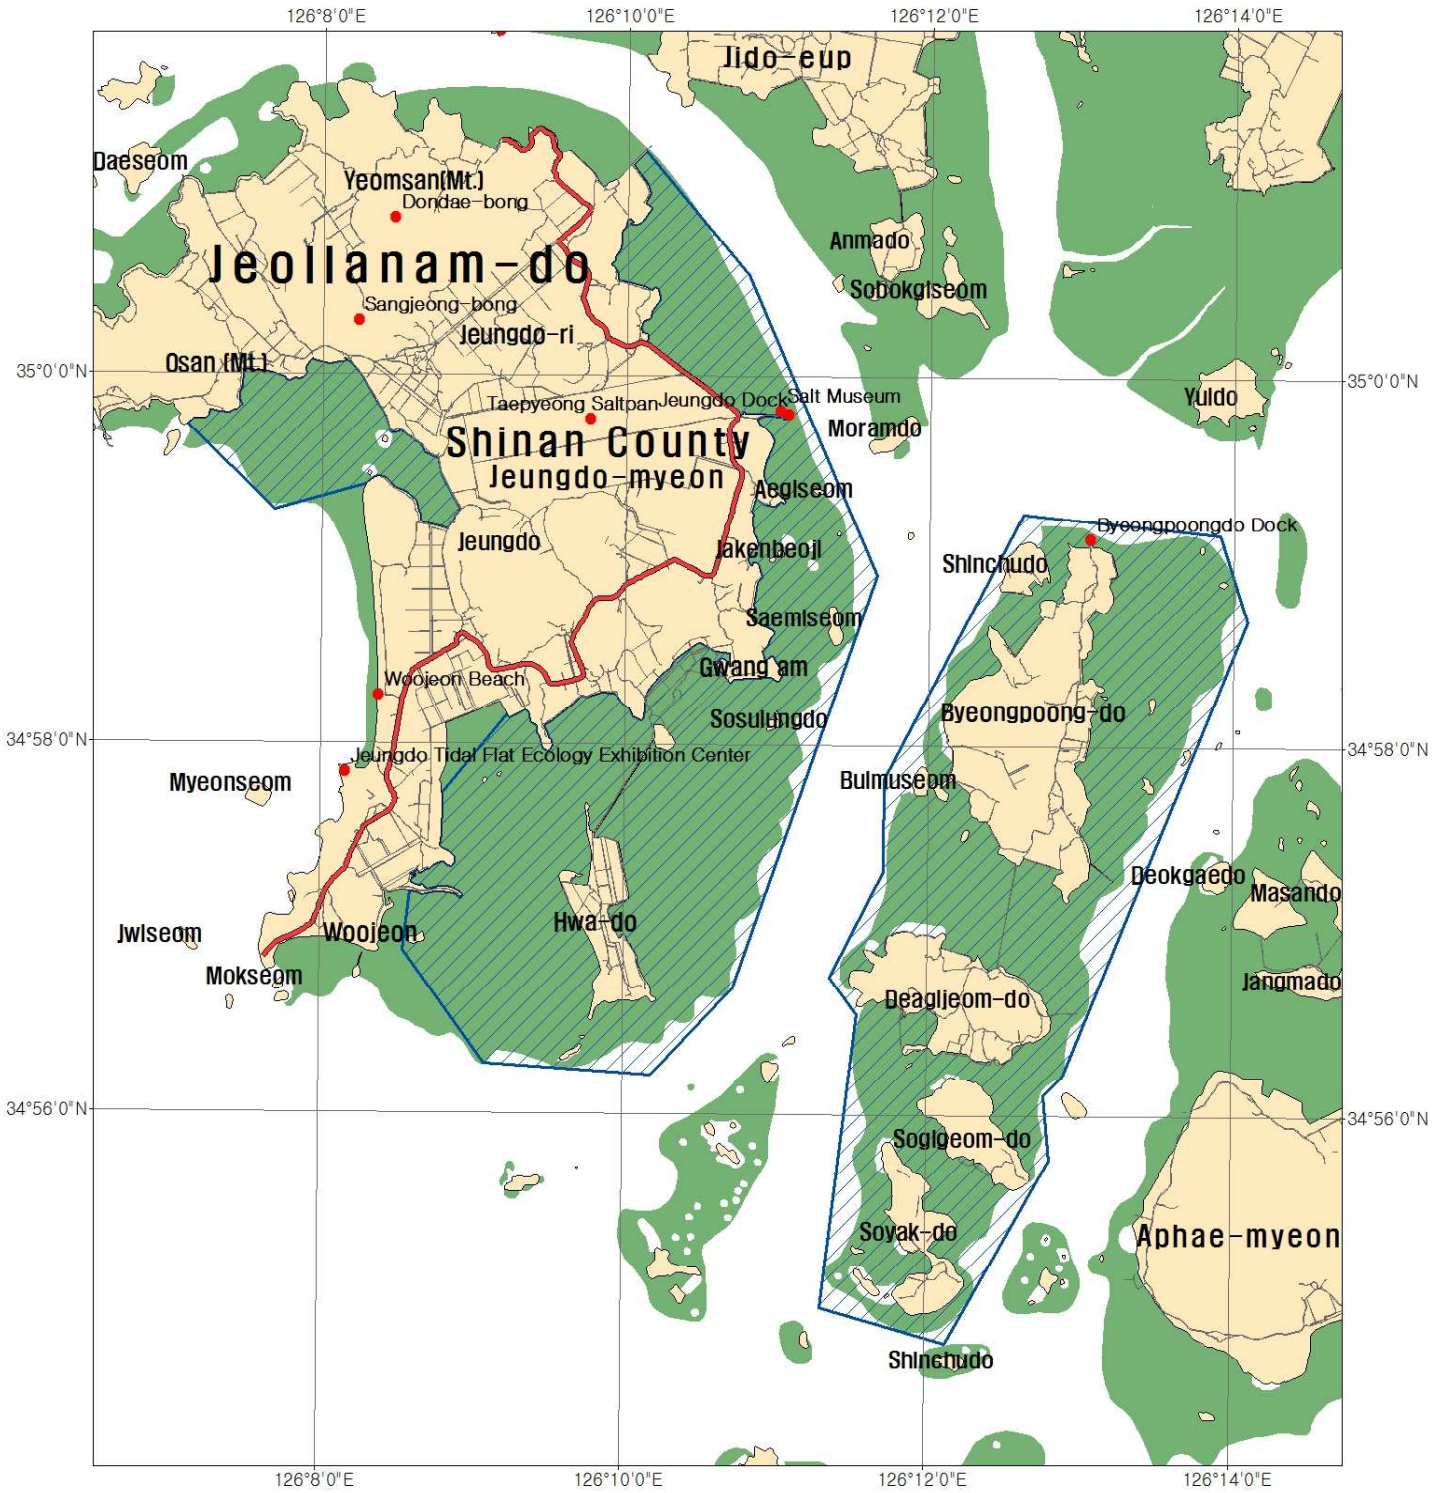 126°8'0"E 126°10'0"E 126°12'0"E 126°14'0"E
Jido-eup
Daeseom
Yeomsan(Mt.)
Dondae-bong
Anmado
Jeollanam-do
Sobokgiseom
Sangjeong-bong
Jeungdo-ri
Osan (Mt.)
35°0'0"N 35°0'0"N
Yuldo
Taepyeong Saltpan Jeungdo Dock Salt Museum
Moramdo
Shinan County
Jeungdo-myeon
Aegiseom
Byeongpoongdo Dock
Jeungdo
Jakenbeoji
Shinchudo
Saemiseom
Gwang am
Woojeon Beach
Byeongpoong-do
Sosulungdo
34°58'0"N 34°58'0"N
Jeungdo Tidal Flat Ecology Exhibition Center
Myeonseom
Bulmuseom
Deokgaedo
Masando
Hwa-do
Jwiseom
Woojeon
Mokseom
Jangmado
Deagijeom-do
34°56'0"N 34°56'0"N
Sogigeom-do
Soyak-do
Aphae-myeon
Shinchudo
126°8'0"E 126°10'0"E 126°12'0"E 126°14'0"E